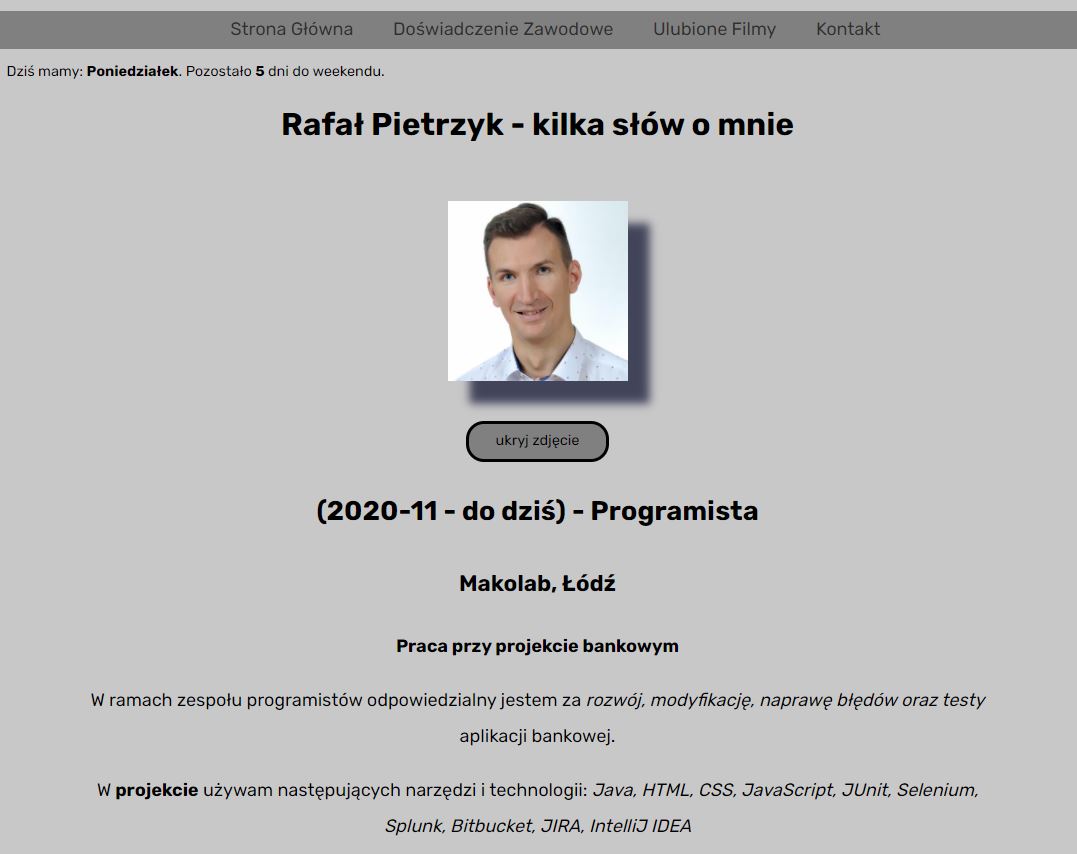 Strona Główna Doświadczenie Zawodowe Ulubione Filmy Kontakt
Dziś mamy: Poniedziałek. Pozostało 5 dni do weekendu.
Rafał Pietrzyk - kilka słów o mnie
ukryj zdjęcie
(2020-11 - do dziś) - Programista
Makolab, Łódź
Praca przy projekcie bankowym
W ramach zespołu programistów odpowiedzialny jestem za rozwój, modyfikację, naprawę błędów oraz testy
aplikacji bankowej.
W projekcie używam następujących narzędzi i technologii: Java, HTML, CSS, JavaScript, JUnit, Selenium,
Splunk, Bitbucket, JIRA, IntelliJ IDEA